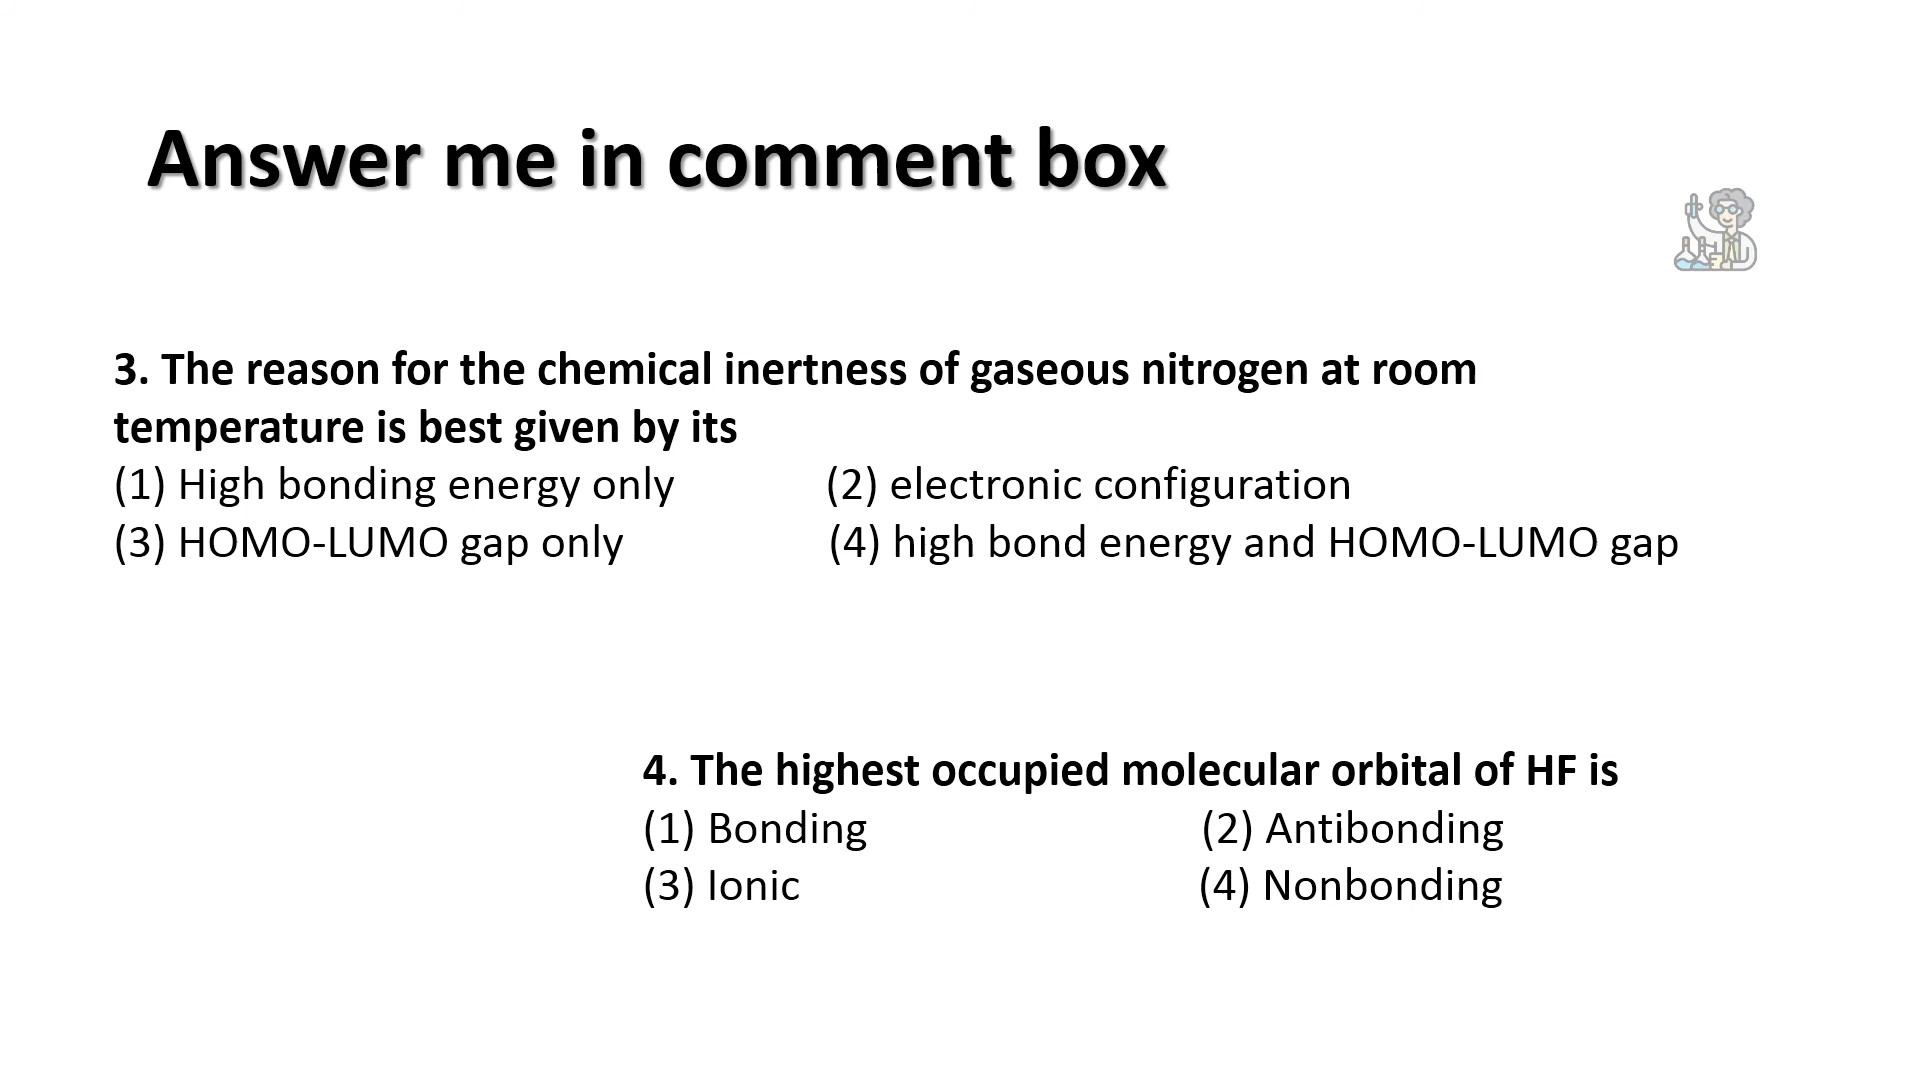 Answer me in comment box
3. The reason for the chemical inertness of gaseous nitrogen at room
temperature is best given by its
(1) High bonding energy only (2) electronic configuration
(3) HOMO-LUMO gap only (4) high bond energy and HOMO-LUMO gap
4. The highest occupied molecular orbital of HF is
(1) Bonding (2) Antibonding
(3) Ionic (4) Nonbonding